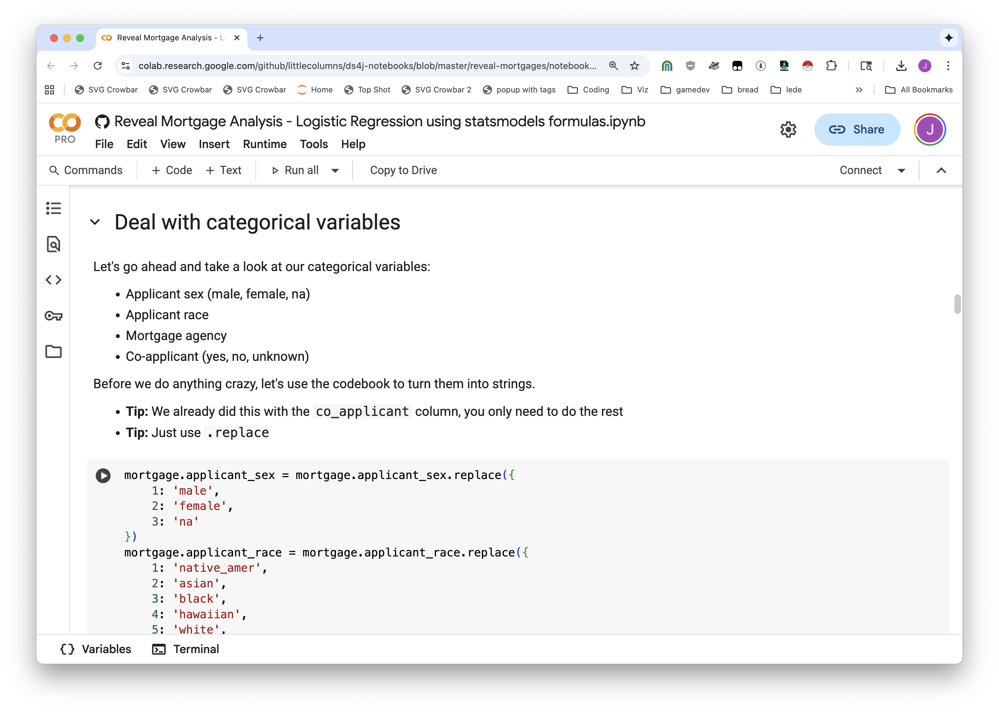 Reveal Mortgage Analysis - Lo
colab.research.google.com/github/littlecolumns/ds4j-notebooks/blob/master/reveal-mortgages/notebook...
PDF
J
SVG Crowbar
SVG Crowbar
SVG Crowbar
Home
Top Shot
SVG Crowbar 2
popup with tags
Coding
Viz
gamedev
bread
lede
All Bookmarks
PRO
Reveal Mortgage Analysis - Logistic Regression using statsmodels formulas.ipynb
File Edit View Insert Runtime Tools Help
Share
J
Commands + Code + Text Run all Copy to Drive Connect
Deal with categorical variables
Let's go ahead and take a look at our categorical variables:
• Applicant sex (male, female, na)
• Applicant race
• Mortgage agency
• Co-applicant (yes, no, unknown)
Before we do anything crazy, let's use the codebook to turn them into strings.
• Tip: We already did this with the co_applicant column, you only need to do the rest
• Tip: Just use .replace
mortgage.applicant_sex = mortgage.applicant_sex.replace({
    1: 'male',
    2: 'female',
    3: 'na'
})
mortgage.applicant_race = mortgage.applicant_race.replace({
    1: 'native_amer',
    2: 'asian',
    3: 'black',
    4: 'hawaiian',
    5: 'white',
Variables Terminal